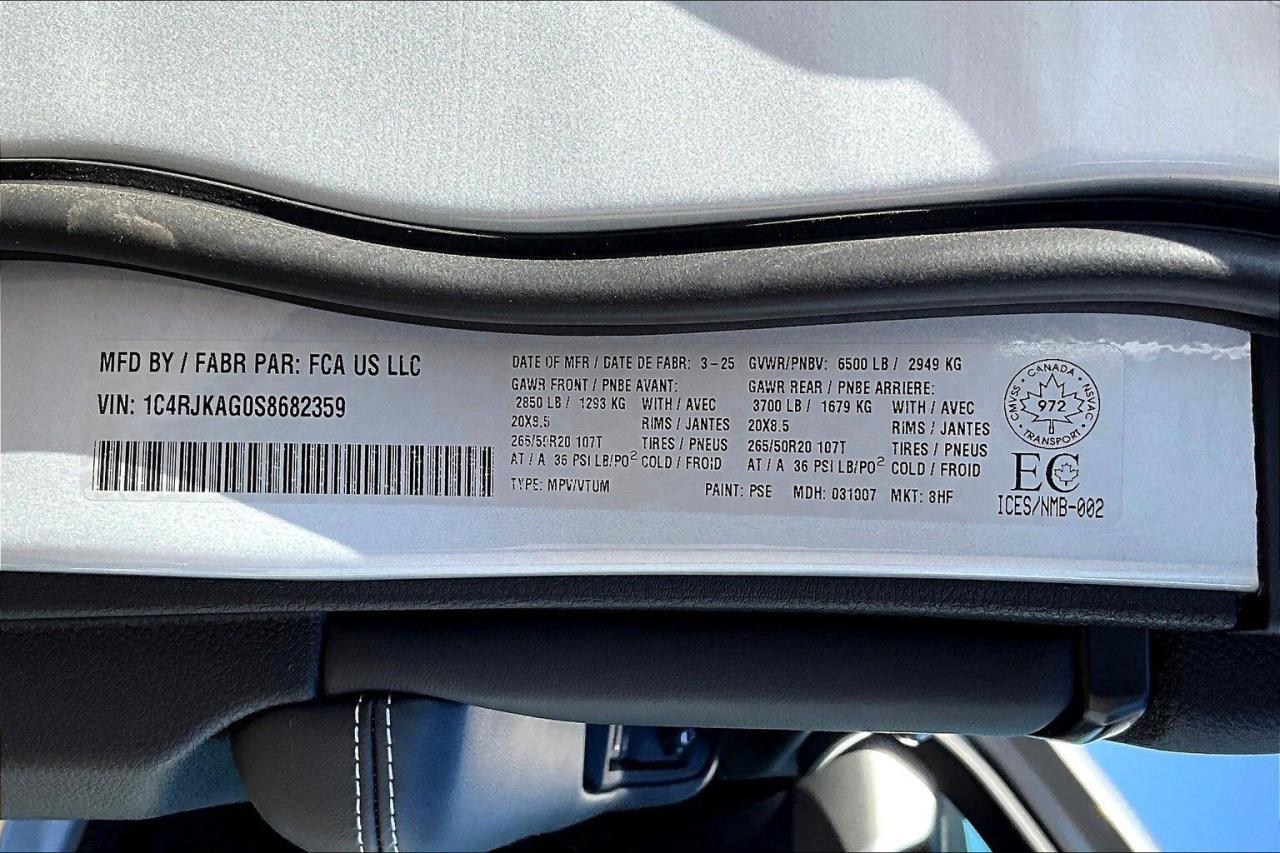 MFD BY / FABR PAR: FCA US LLC
VIN: 1C4RJKAG0S8682359
DATE OF MFR / DATE DE FABR: 3-25 GVWR/PNBV: 6500 LB / 2949 KG
GAWR FRONT / PNBE AVANT: GAWR REAR / PNBE ARRIERE:
2850 LB / 1293 KG WITH / AVEC 3700 LB / 1679 KG WITH / AVEC
20X8.5 RIMS / JANTES 20X8.5 RIMS / JANTES
265/50R20 107T TIRES / PNEUS 265/50R20 107T TIRES / PNEUS
AT / A 36 PSI LB/PO² COLD / FROID AT / A 36 PSI LB/PO² COLD / FROID
TYPE: MPV/VTUM PAINT: PSE MDH: 031007 MKT: 8HF
CANADA
CMVSS 972 NSVAC
TRANSPORT
EC
ICES/NMB-002